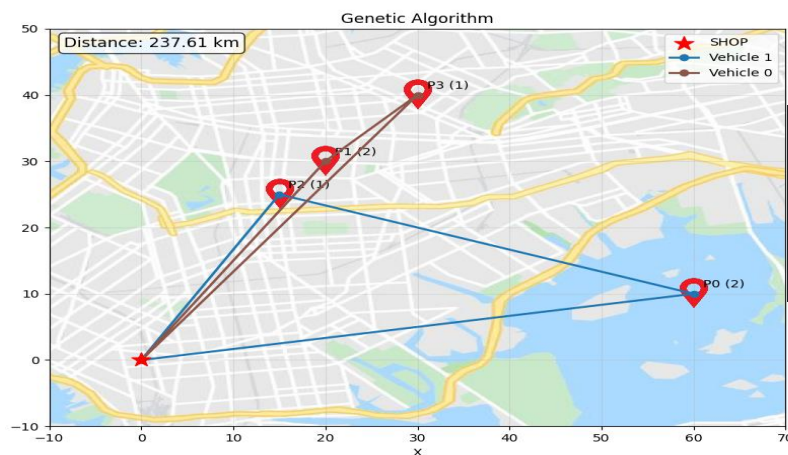 Genetic Algorithm
Distance: 237.61 km
SHOP
Vehicle 1
Vehicle 0
P3 (1)
P1 (2)
P2 (1)
P0 (2)
50
40
30
20
10
0
−10
−10
0
10
20
30
40
50
60
70
x